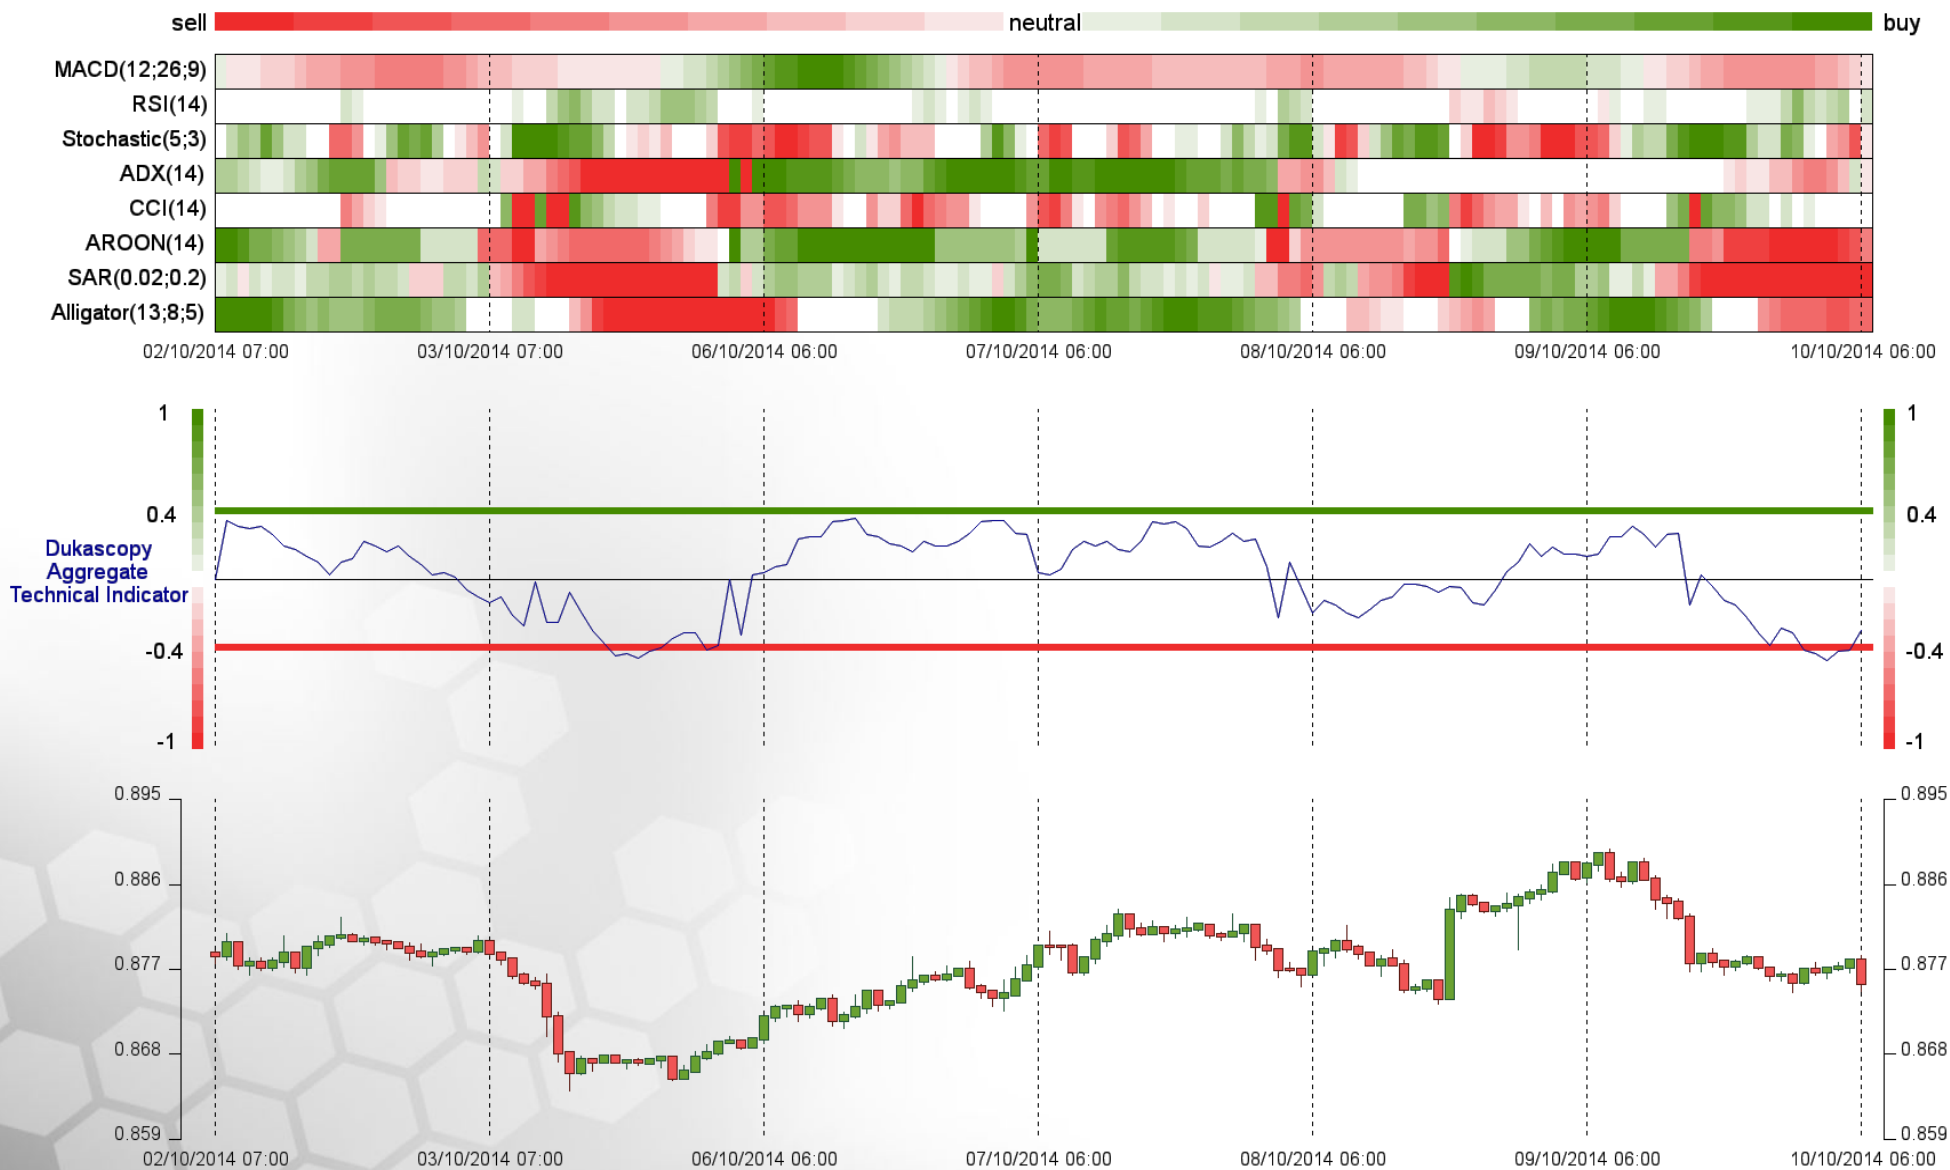 sell neutral buy
MACD(12;26;9)
RSI(14)
Stochastic(5;3)
ADX(14)
CCI(14)
AROON(14)
SAR(0.02;0.2)
Alligator(13;8;5)
02/10/2014 07:00 03/10/2014 07:00 06/10/2014 06:00 07/10/2014 06:00 08/10/2014 06:00 09/10/2014 06:00 10/10/2014 06:00
1 1
0.4 0.4
Dukascopy
Aggregate
Technical Indicator
-0.4 -0.4
-1 -1
0.895 0.895
0.886 0.886
0.877 0.877
0.868 0.868
0.859 0.859
02/10/2014 07:00 03/10/2014 07:00 06/10/2014 06:00 07/10/2014 06:00 08/10/2014 06:00 09/10/2014 06:00 10/10/2014 06:00